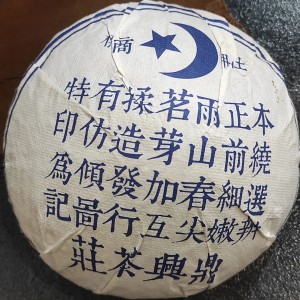 本正雨茗揉有特
繞前山芽造仿印
選細春加發傾為
嫩尖互行啚記
鼎興茶莊